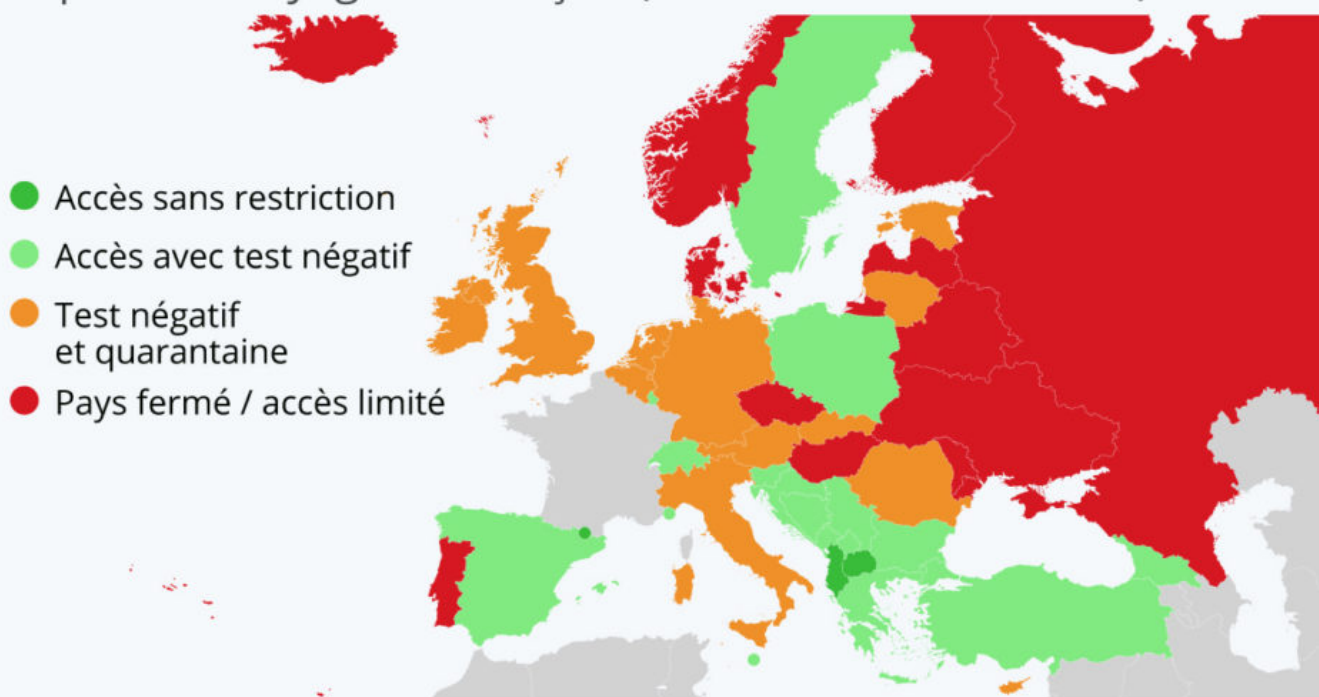 Accès sans restriction
Accès avec test négatif
Test négatif
et quarantaine
Pays fermé / accès limité